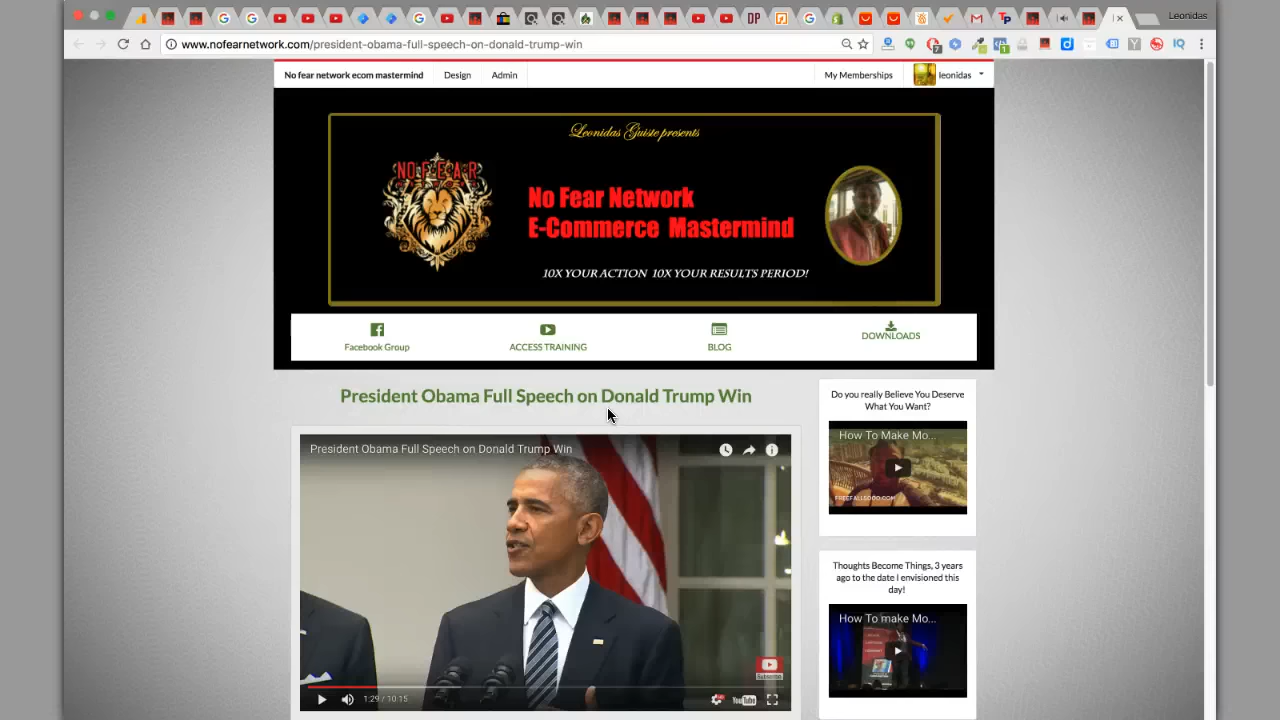 Leonidas
www.nofearnetwork.com/president-obama-full-speech-on-donald-trump-win
No fear network ecom mastermind
Design
Admin
My Memberships
leonidas
Leonidas Guiste presents
NO FEAR
No Fear Network
E-Commerce Mastermind
10X YOUR ACTION 10X YOUR RESULTS PERIOD!
Facebook Group
ACCESS TRAINING
BLOG
DOWNLOADS
President Obama Full Speech on Donald Trump Win
President Obama Full Speech on Donald Trump Win
Subscribe
1:29 / 10:15
YouTube
Do you really Believe You Deserve
What You Want?
How To Make Mo...
FREEFALL2GOD.COM
Thoughts Become Things, 3 years
ago to the date I envisioned this
day!
How To make Mo...